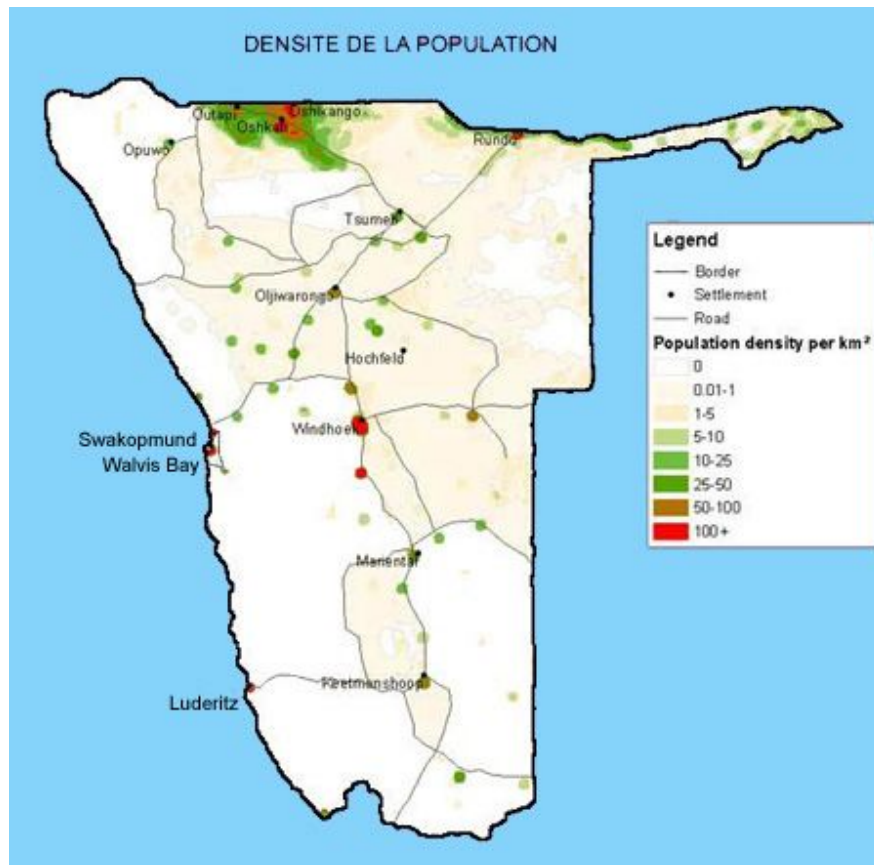 DENSITE DE LA POPULATION
Outapi
Oshikango
Oshkati
Opuwo
Rundu
Tsumeb
Legend
Border
Settlement
Road
Population density per km²
0
0.01-1
1-5
5-10
10-25
25-50
50-100
100+
Oljiwarongo
Hochfeld
Windhoek
Swakopmund
Walvis Bay
Mariental
Keetmanshoop
Luderitz